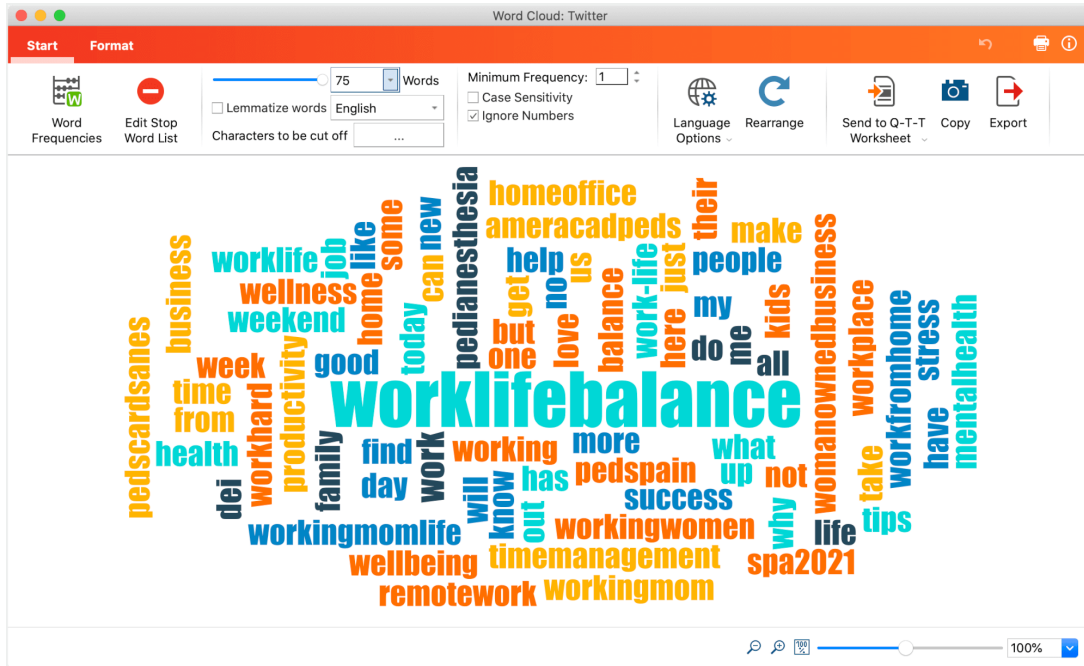 Word Cloud: Twitter
Start Format
Word Frequencies
Edit Stop Word List
75 Words
Lemmatize words English
Characters to be cut off ...
Minimum Frequency: 1
Case Sensitivity
Ignore Numbers
Language Options
Rearrange
Send to Q-T-T Worksheet
Copy
Export
pedscardsanes
business
worklife
job
like
some
can
new
pedianesthesia
homeoffice
ameracadpeds
their
make
wellness
weekend
home
today
help
no
us
get
but
one
love
balance
work-life
just
here
people
my
do
me
all
kids
womanownedbusiness
workplace
workfromhome
stress
have
mentalhealth
week
time
from
health
workhard
productivity
good
worklifebalance
dei
family
find
day
work
working
more
what
up
not
take
has
pedspain
success
will
know
out
why
life
tips
workingmomlife
workingwomen
wellbeing
timemanagement
spa2021
remotework
workingmom
100 %
100%